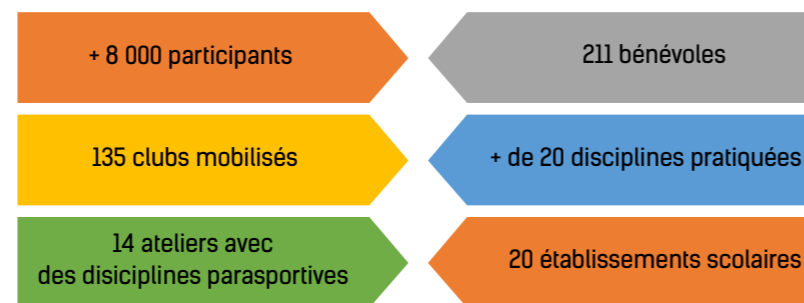 + 8 000 participants
211 bénévoles
135 clubs mobilisés
+ de 20 disciplines pratiquées
14 ateliers avec
des disiciplines parasportives
20 établissements scolaires